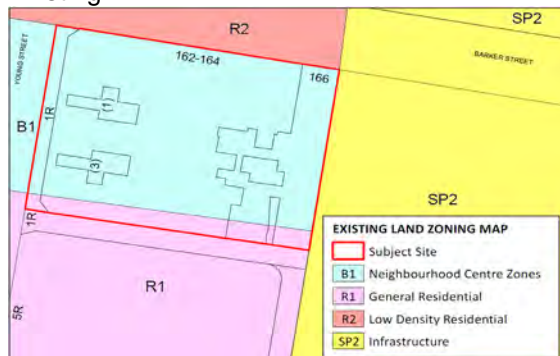 SP2
R2
BARKER STREET
162-164
166
YOUNG STREET
1R
(1)
B1
(3)
SP2
1R
R1
5R
EXISTING LAND ZONING MAP
Subject Site
B1 Neighbourhood Centre Zones
R1 General Residential
R2 Low Density Residential
SP2 Infrastructure